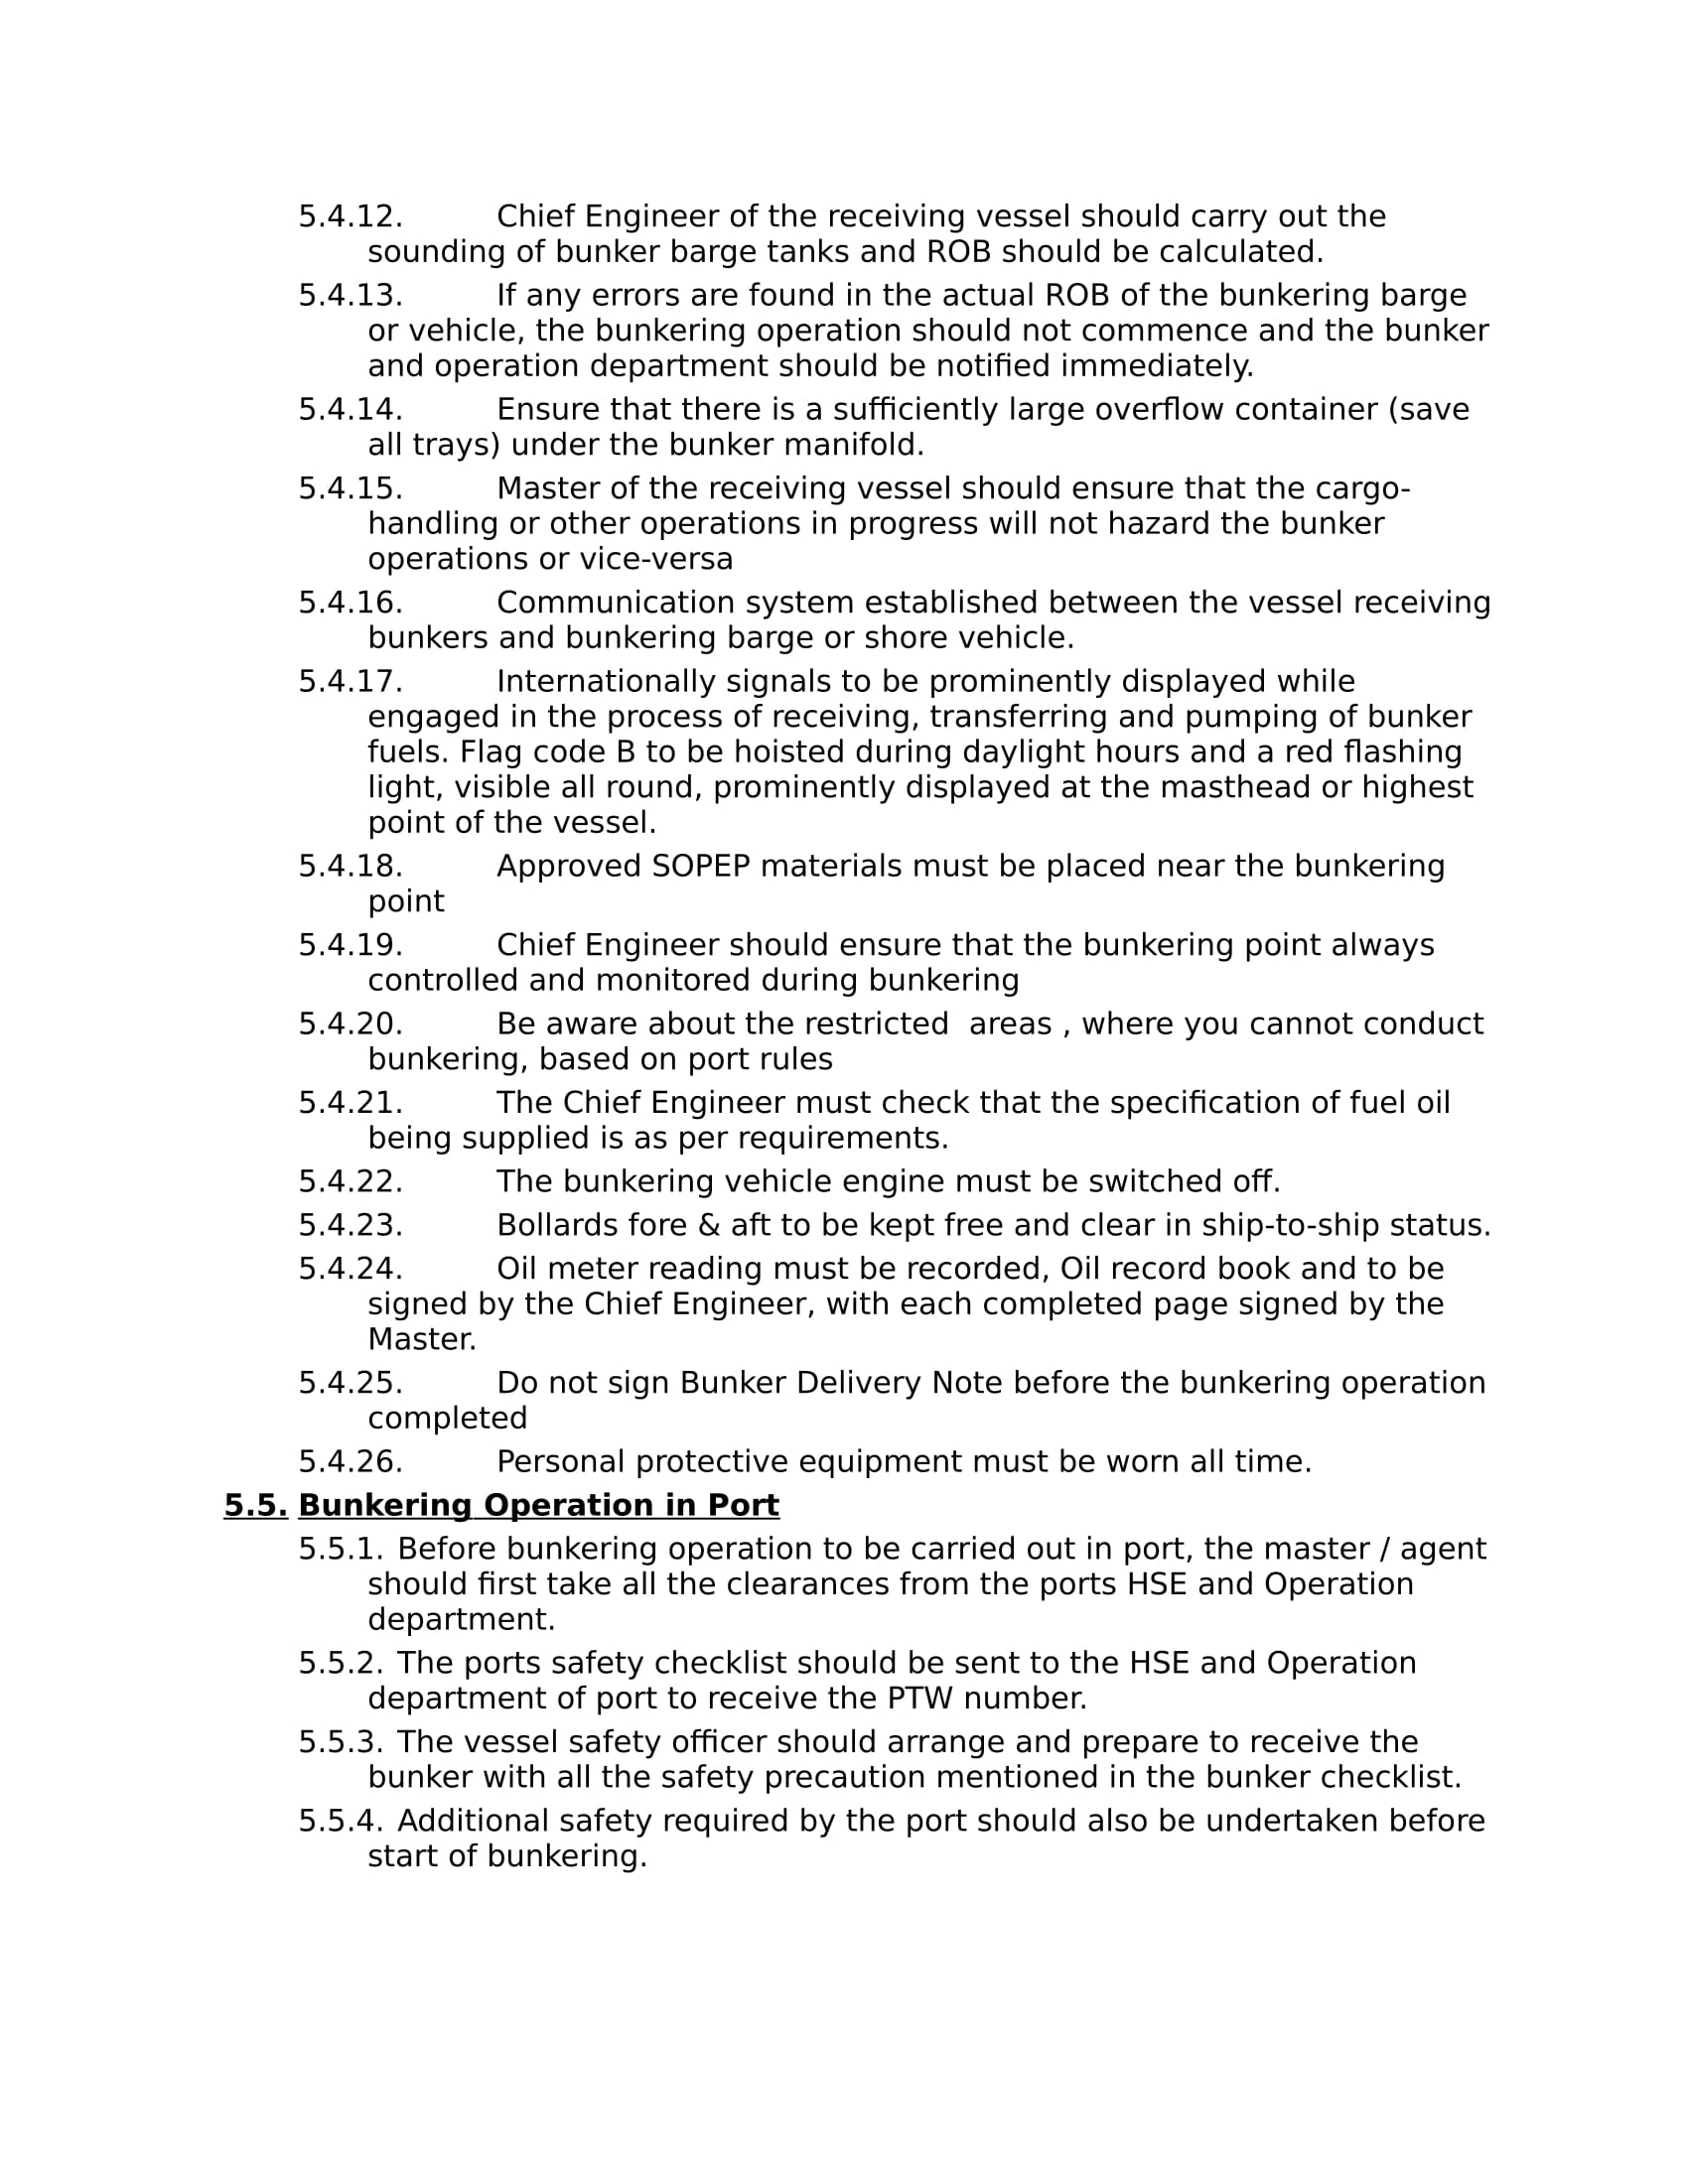 5.4.12. Chief Engineer of the receiving vessel should carry out the
sounding of bunker barge tanks and ROB should be calculated.
5.4.13. If any errors are found in the actual ROB of the bunkering barge
or vehicle, the bunkering operation should not commence and the bunker
and operation department should be notified immediately.
5.4.14. Ensure that there is a sufficiently large overflow container (save
all trays) under the bunker manifold.
5.4.15. Master of the receiving vessel should ensure that the cargo-
handling or other operations in progress will not hazard the bunker
operations or vice-versa
5.4.16. Communication system established between the vessel receiving
bunkers and bunkering barge or shore vehicle.
5.4.17. Internationally signals to be prominently displayed while
engaged in the process of receiving, transferring and pumping of bunker
fuels. Flag code B to be hoisted during daylight hours and a red flashing
light, visible all round, prominently displayed at the masthead or highest
point of the vessel.
5.4.18. Approved SOPEP materials must be placed near the bunkering
point
5.4.19. Chief Engineer should ensure that the bunkering point always
controlled and monitored during bunkering
5.4.20. Be aware about the restricted  areas , where you cannot conduct
bunkering, based on port rules
5.4.21. The Chief Engineer must check that the specification of fuel oil
being supplied is as per requirements.
5.4.22. The bunkering vehicle engine must be switched off.
5.4.23. Bollards fore & aft to be kept free and clear in ship-to-ship status.
5.4.24. Oil meter reading must be recorded, Oil record book and to be
signed by the Chief Engineer, with each completed page signed by the
Master.
5.4.25. Do not sign Bunker Delivery Note before the bunkering operation
completed
5.4.26. Personal protective equipment must be worn all time.
5.5. Bunkering Operation in Port
5.5.1. Before bunkering operation to be carried out in port, the master / agent
should first take all the clearances from the ports HSE and Operation
department.
5.5.2. The ports safety checklist should be sent to the HSE and Operation
department of port to receive the PTW number.
5.5.3. The vessel safety officer should arrange and prepare to receive the
bunker with all the safety precaution mentioned in the bunker checklist.
5.5.4. Additional safety required by the port should also be undertaken before
start of bunkering.